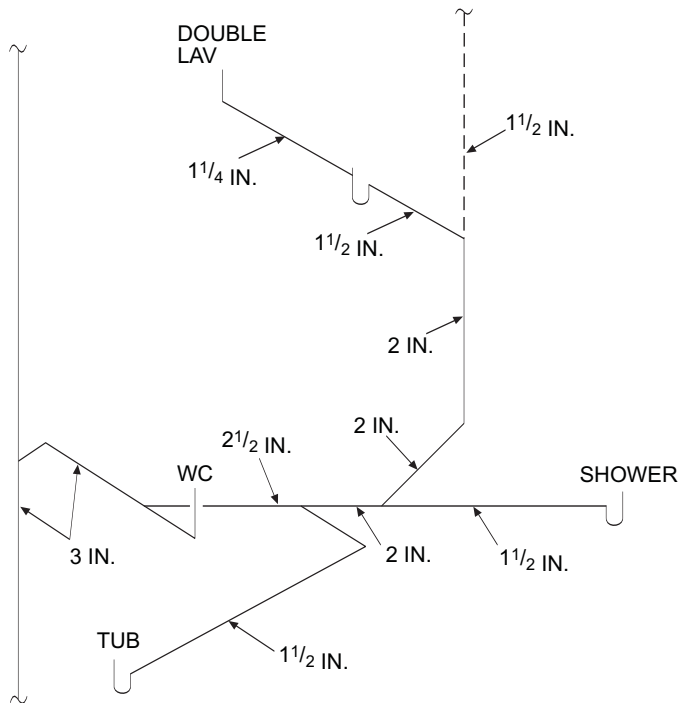 DOUBLE
LAV
1 1/2 IN.
1 1/4 IN.
1 1/2 IN.
2 IN.
2 IN.
2 1/2 IN.
WC
SHOWER
3 IN.
2 IN.
1 1/2 IN.
TUB
1 1/2 IN.